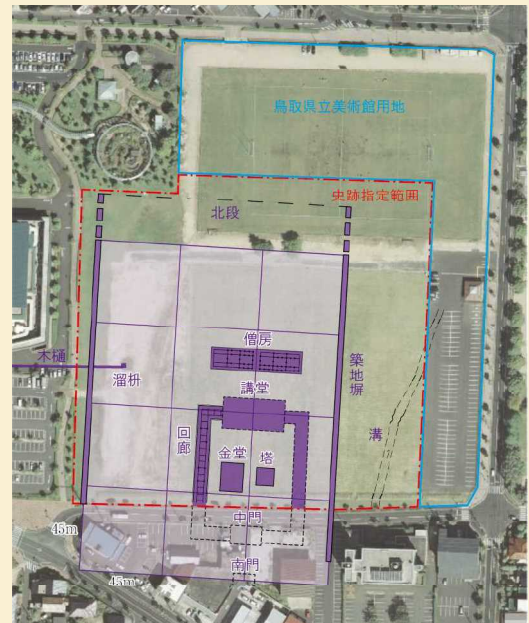 鳥取県立美術館用地
史跡指定範囲
北段
僧房
木樋
溜枡
講堂
築地塀
回廊
金堂
塔
溝
中門
45m
南門
45m